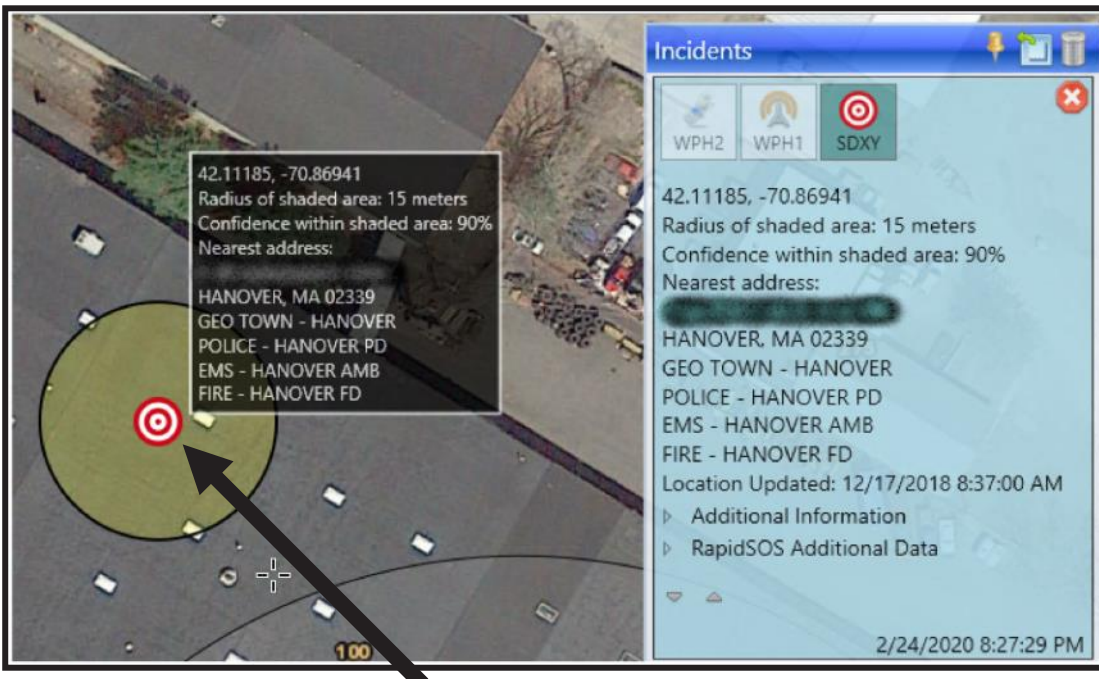 42.11185, -70.86941
Radius of shaded area: 15 meters
Confidence within shaded area: 90%
Nearest address:
HANOVER, MA 02339
GEO TOWN - HANOVER
POLICE - HANOVER PD
EMS - HANOVER AMB
FIRE - HANOVER FD
100
Incidents
WPH2 WPH1 SDXY
42.11185, -70.86941
Radius of shaded area: 15 meters
Confidence within shaded area: 90%
Nearest address:
HANOVER, MA 02339
GEO TOWN - HANOVER
POLICE - HANOVER PD
EMS - HANOVER AMB
FIRE - HANOVER FD
Location Updated: 12/17/2018 8:37:00 AM
Additional Information
RapidSOS Additional Data
2/24/2020 8:27:29 PM